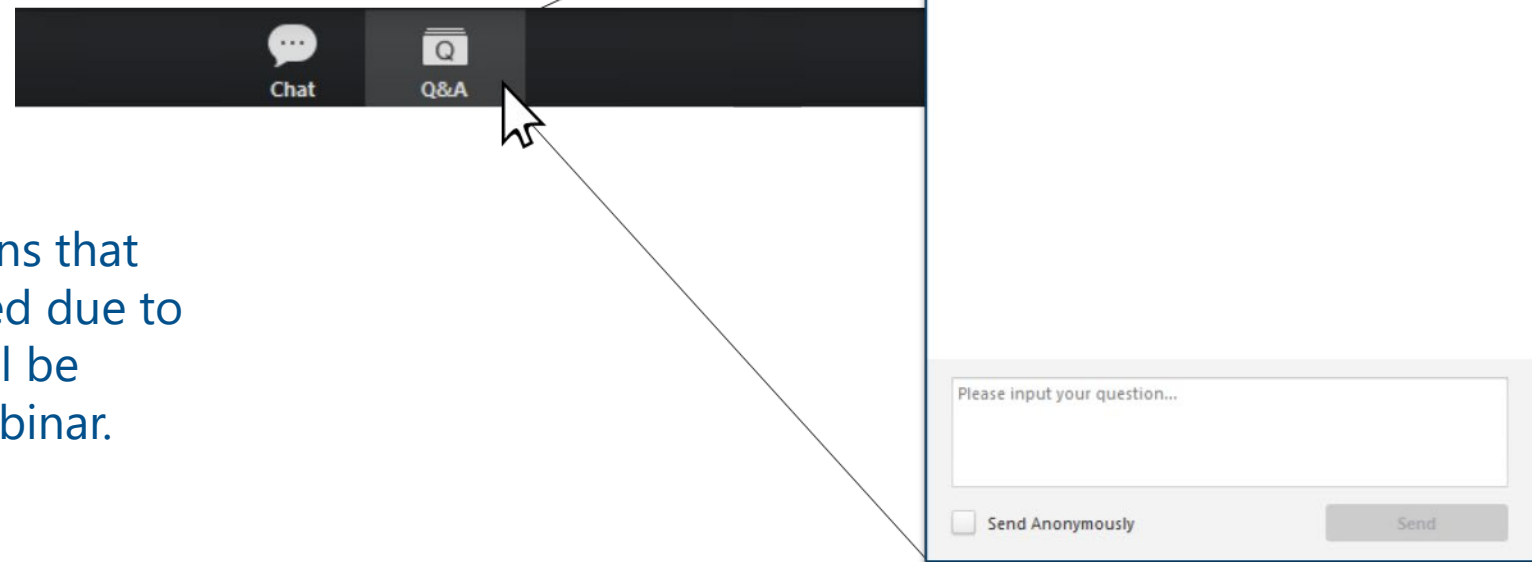 Q
Chat
Q&A
ns that
ed due to
l be
binar.
Please input your question...
Send Anonymously
Send